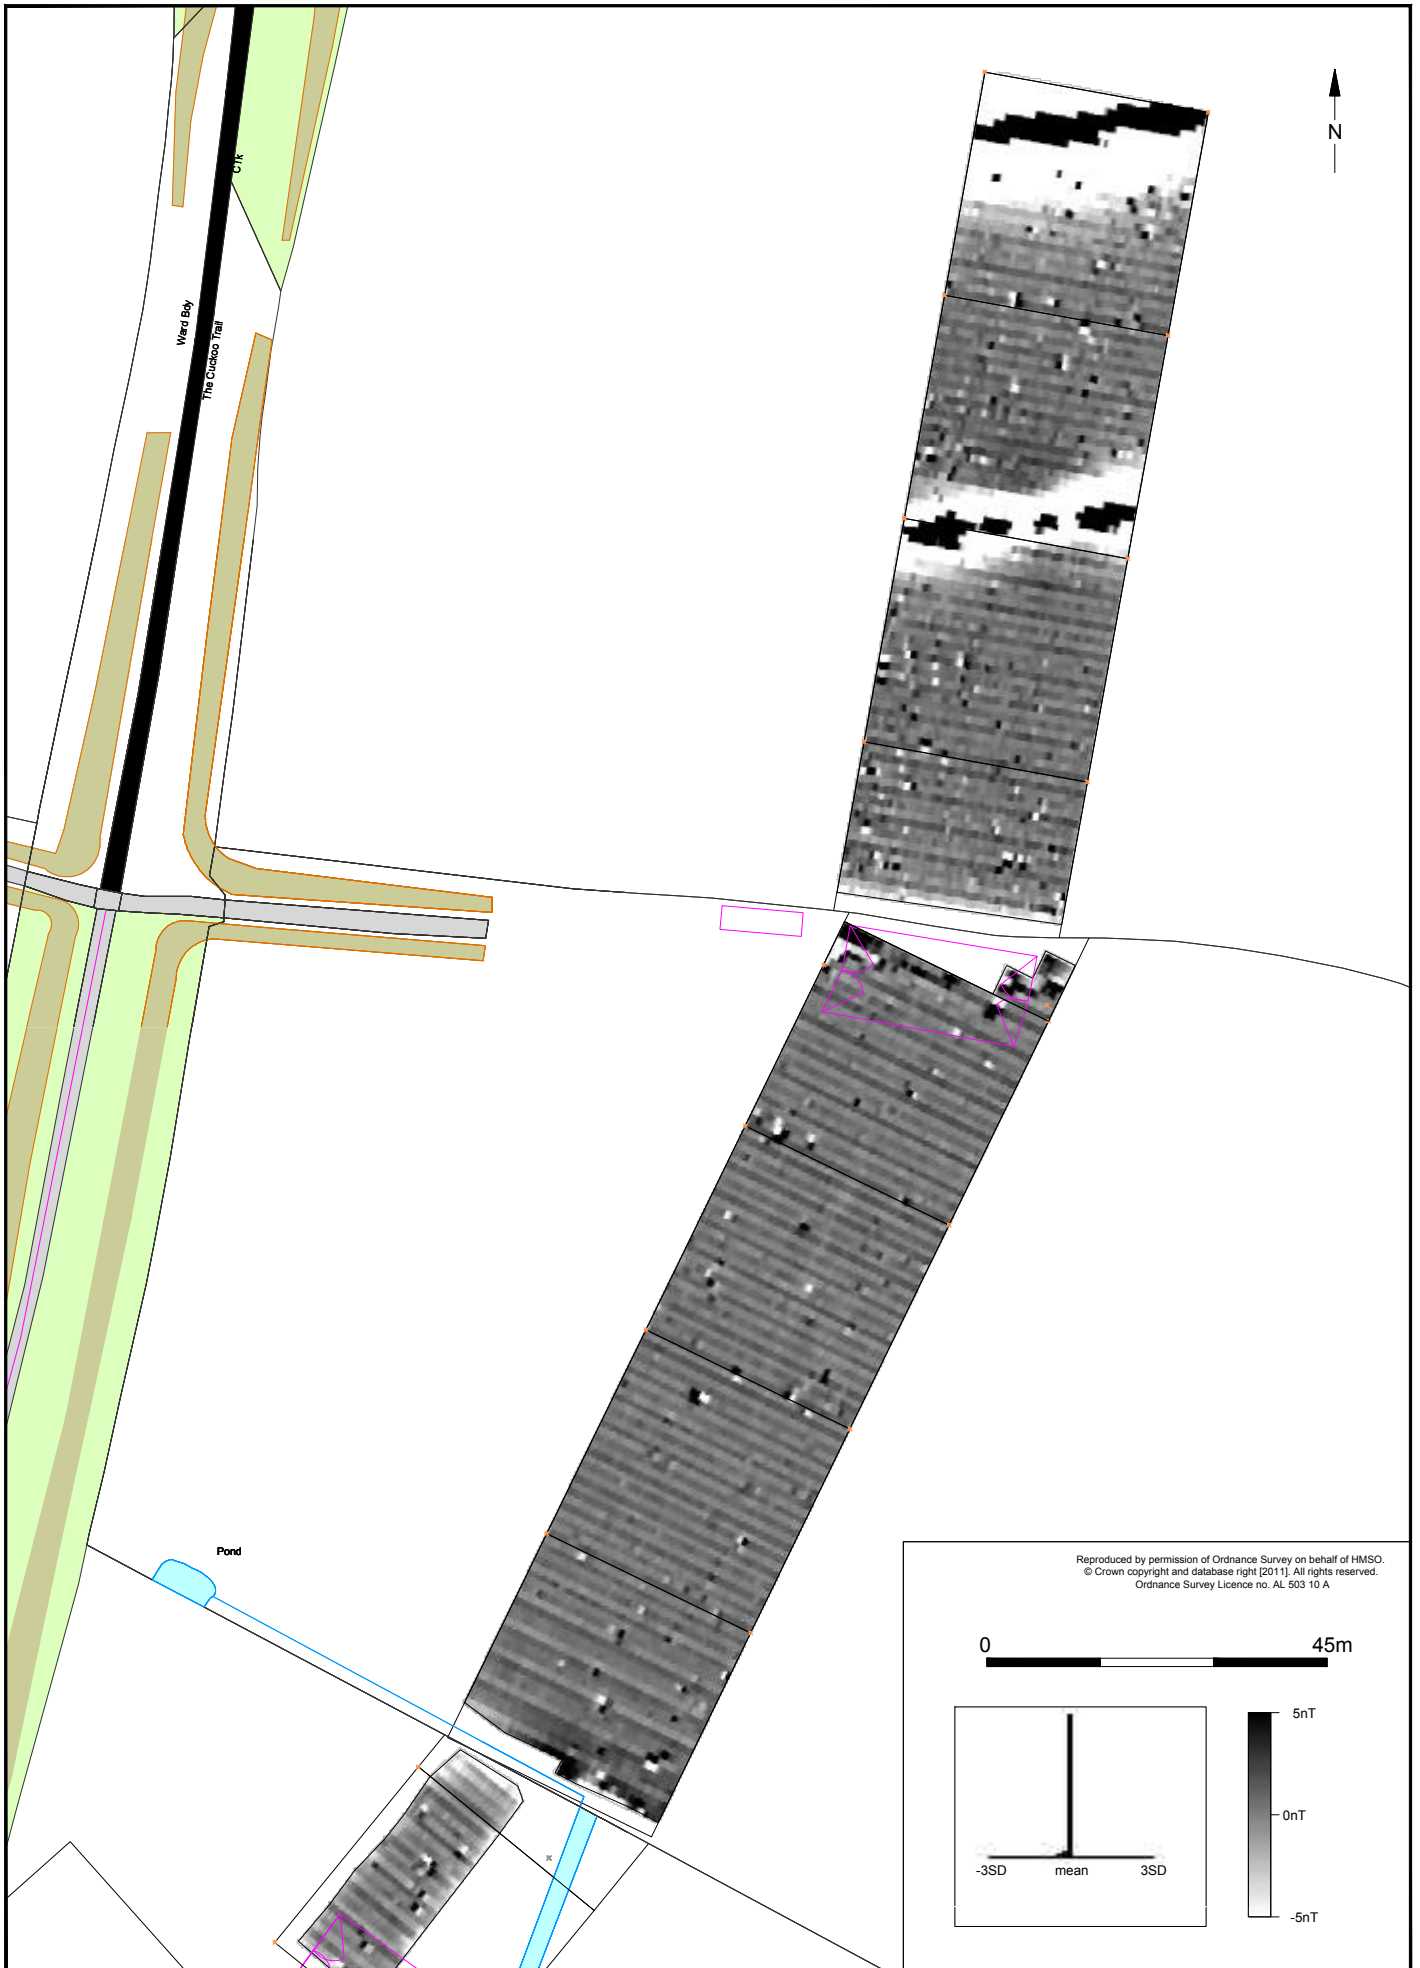 N
C Tk
Ward Bdy
The Cuckoo Trail
Pond
Reproduced by permission of Ordnance Survey on behalf of HMSO.
© Crown copyright and database right [2011]. All rights reserved.
Ordnance Survey Licence no. AL 503 10 A
0 45m
5nT
0nT
-5nT
-3SD mean 3SD